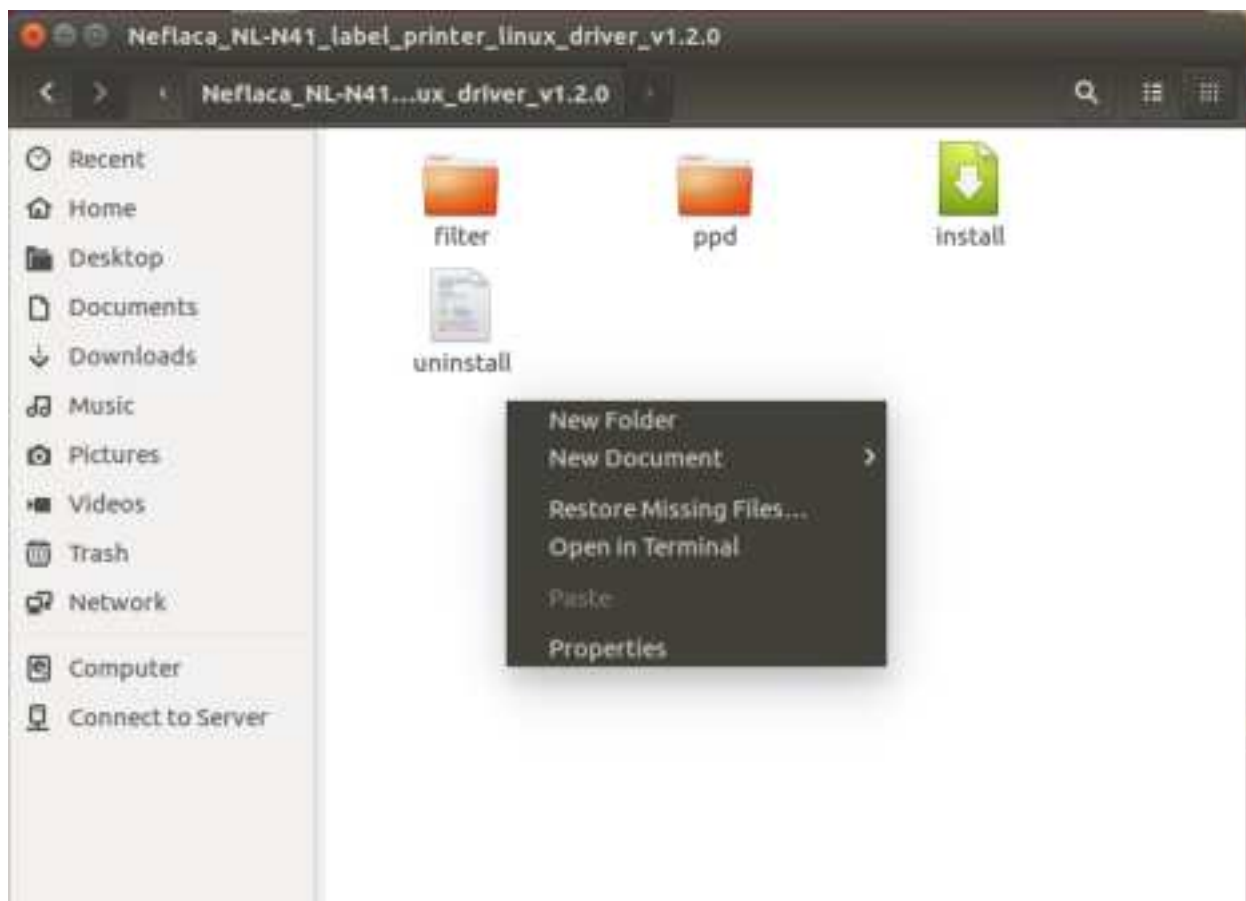 Neflaca_NL-N41_label_printer_linux_driver_v1.2.0
Neflaca_NL-N41...ux_driver_v1.2.0
Recent
Home
Desktop
Documents
Downloads
Music
Pictures
Videos
Trash
Network
Computer
Connect to Server
filter
ppd
install
uninstall
New Folder
New Document
Restore Missing Files...
Open in Terminal
Paste
Properties